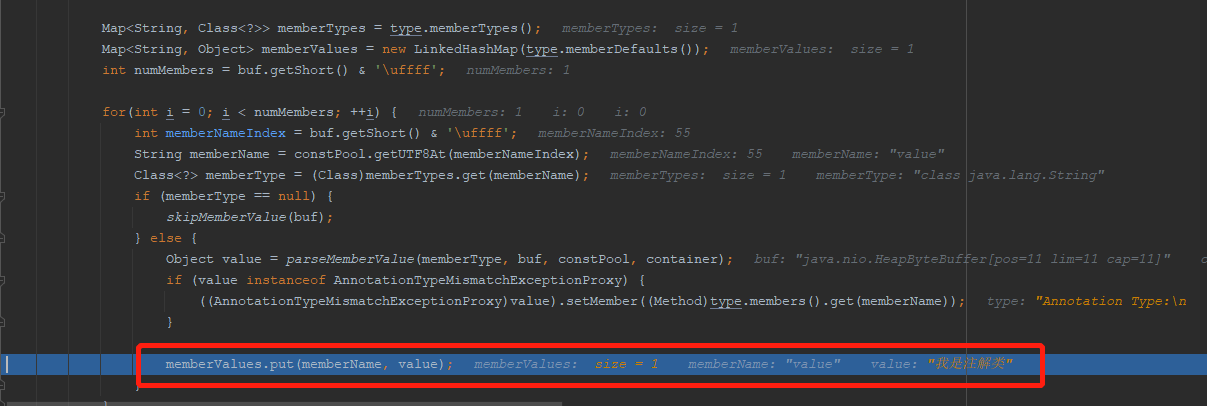 Map<String, Class<?>> memberTypes = type.memberTypes(); memberTypes: size = 1
Map<String, Object> memberValues = new LinkedHashMap(type.memberDefaults()); memberValues: size = 1
int numMembers = buf.getShort() & '\uffff'; numMembers: 1
for(int i = 0; i < numMembers; ++i) { numMembers: 1 i: 0 i: 0
int memberNameIndex = buf.getShort() & '\uffff'; memberNameIndex: 55
String memberName = constPool.getUTF8At(memberNameIndex); memberNameIndex: 55 memberName: "value"
Class<?> memberType = (Class)memberTypes.get(memberName); memberTypes: size = 1 memberType: "class java.lang.String"
if (memberType == null) {
skipMemberValue(buf);
} else {
Object value = parseMemberValue(memberType, buf, constPool, container); buf: "java.nio.HeapByteBuffer[pos=11 lim=11 cap=11]"
if (value instanceof AnnotationTypeMismatchExceptionProxy) {
((AnnotationTypeMismatchExceptionProxy)value).setMember((Method)type.members().get(memberName)); type: "Annotation Type:\n
}
memberValues.put(memberName, value); memberValues: size = 1 memberName: "value" value: "我是注解类"
}
}